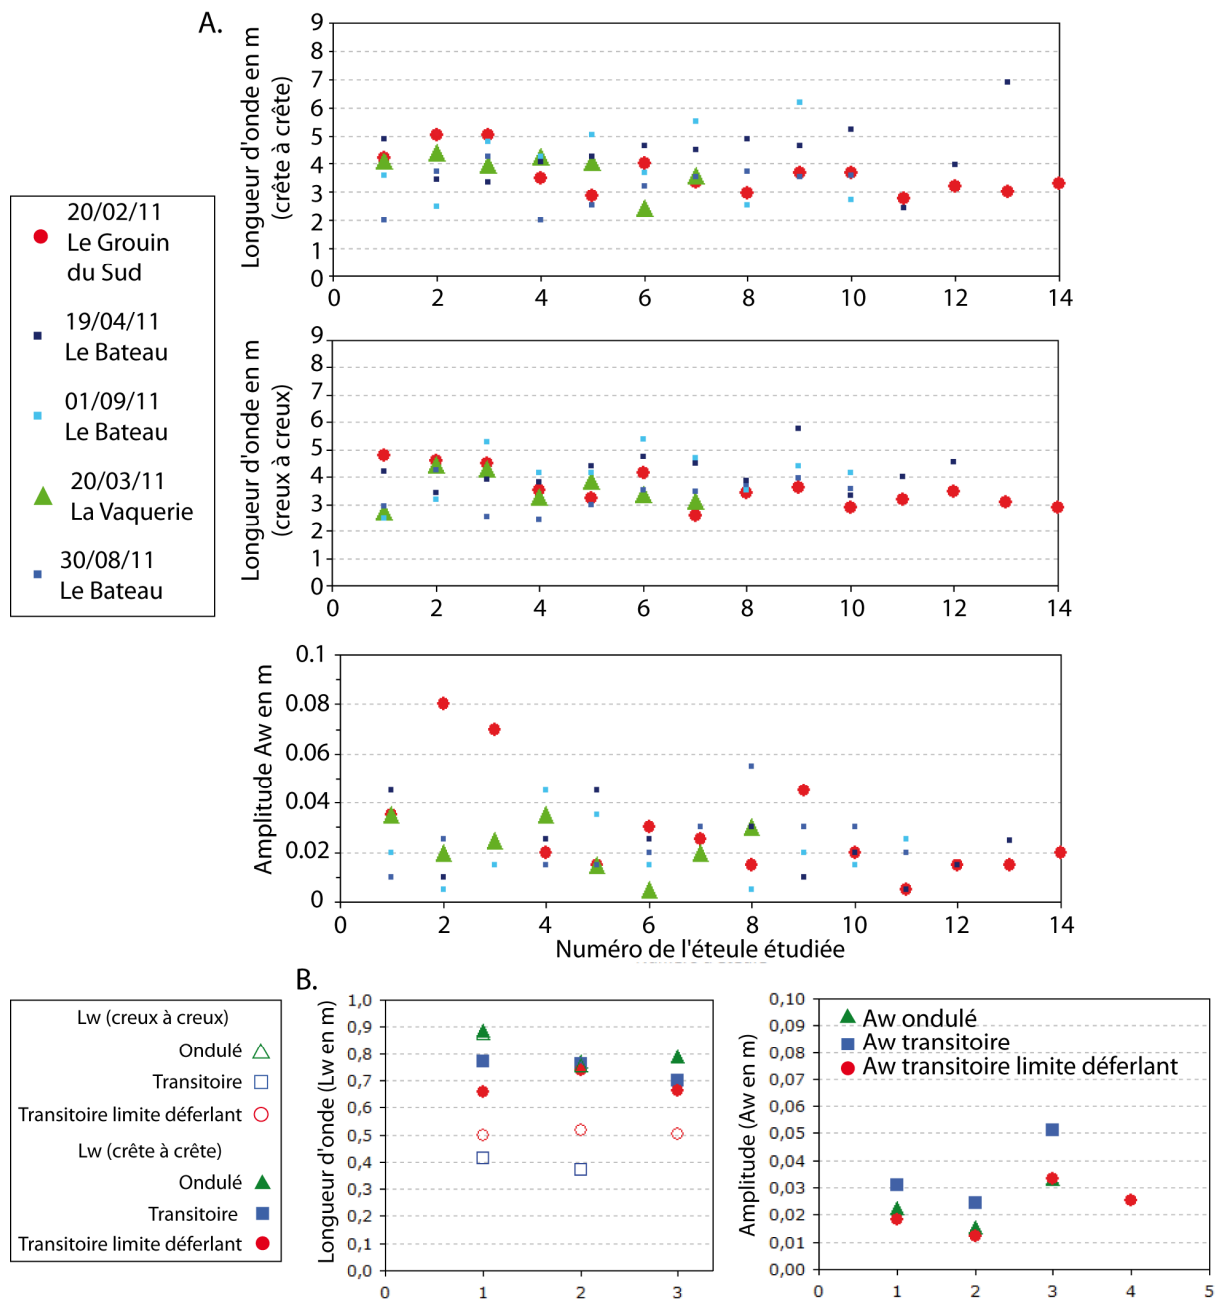 A.
Longueur d'onde en m
(crête à crête)
9
8
7
6
5
4
3
2
1
0
0 2 4 6 8 10 12 14
20/02/11
Le Grouin
du Sud
19/04/11
Le Bateau
01/09/11
Le Bateau
20/03/11
La Vaquerie
30/08/11
Le Bateau
Longueur d'onde en m
(creux à creux)
9
8
7
6
5
4
3
2
1
0
0 2 4 6 8 10 12 14
Amplitude Aw en m
0.1
0.08
0.06
0.04
0.02
0
0 2 4 6 8 10 12 14
Numéro de l'éteule étudiée
B.
Lw (creux à creux)
Ondulé
Transitoire
Transitoire limite déferlant
Lw (crête à crête)
Ondulé
Transitoire
Transitoire limite déferlant
Longueur d'onde (Lw en m)
1,0
0,9
0,8
0,7
0,6
0,5
0,4
0,3
0,2
0,1
0,0
0 1 2 3
Amplitude (Aw en m)
0,10
0,09
0,08
0,07
0,06
0,05
0,04
0,03
0,02
0,01
0,00
0 1 2 3 4 5
Aw ondulé
Aw transitoire
Aw transitoire limite déferlant